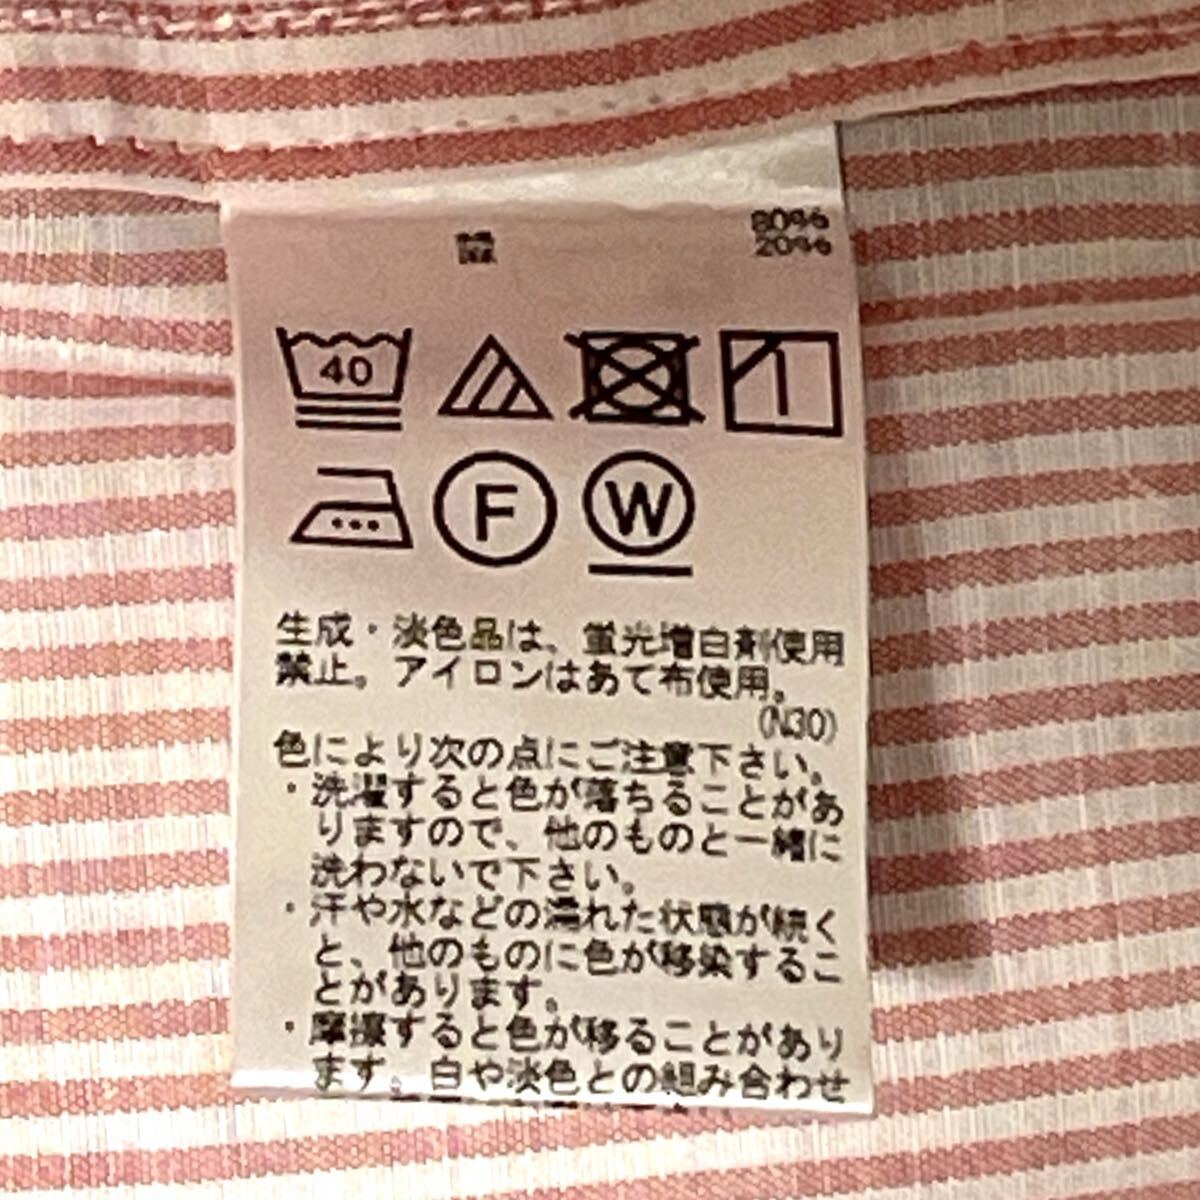 80%
20%
40
F
W
生成・淡色品は、蛍光増白剤使用
禁止。アイロンはあて布使用。
(N30)
色により次の点にご注意下さい。
・洗濯すると色が落ちることがあ
りますので、他のものと一緒に
洗わないで下さい。
・汗や水などの濡れた状態が続く
と、他のものに色が移染するこ
とがあります。
・摩擦すると色が移ることがあり
ます。白や淡色との組み合わせ